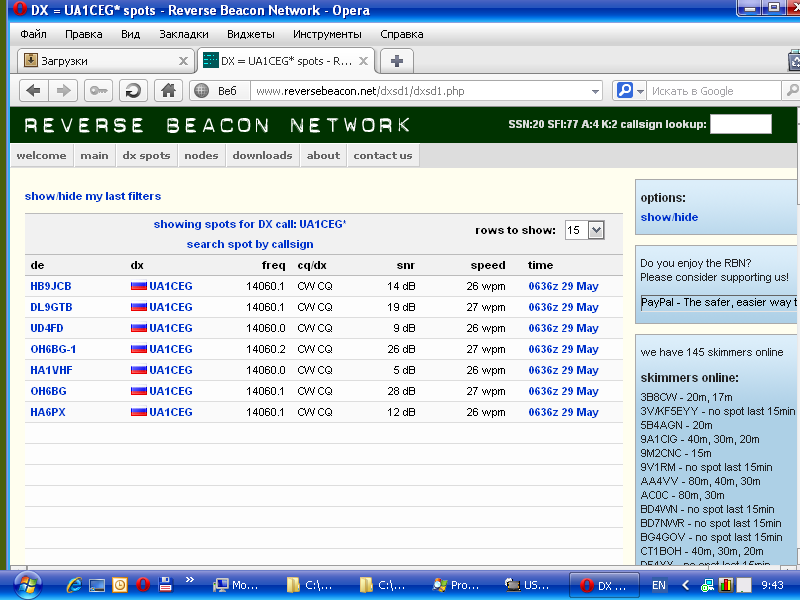 DX = UA1CEG* spots - Reverse Beacon Network - Opera
Файл Правка Вид Закладки Виджеты Инструменты Справка
Загрузки DX = UA1CEG* spots - R...
Веб www.reversebeacon.net/dxsd1/dxsd1.php Искать в Google
REVERSE BEACON NETWORK SSN:20 SFI:77 A:4 K:2 callsign lookup:
welcome main dx spots nodes downloads about contact us
show/hide my last filters
showing spots for DX call: UA1CEG*
search spot by callsign
rows to show: 15
de dx freq cq/dx snr speed time
HB9JCB UA1CEG 14060.1 CW CQ 14 dB 26 wpm 0636z 29 May
DL9GTB UA1CEG 14060.1 CW CQ 19 dB 27 wpm 0636z 29 May
UD4FD UA1CEG 14060.0 CW CQ 9 dB 26 wpm 0636z 29 May
OH6BG-1 UA1CEG 14060.2 CW CQ 26 dB 27 wpm 0636z 29 May
HA1VHF UA1CEG 14060.0 CW CQ 5 dB 26 wpm 0636z 29 May
OH6BG UA1CEG 14060.1 CW CQ 28 dB 27 wpm 0636z 29 May
HA6PX UA1CEG 14060.1 CW CQ 12 dB 26 wpm 0636z 29 May
options:
show/hide
Do you enjoy the RBN?
Please consider supporting us!
PayPal - The safer, easier way t
we have 145 skimmers online
skimmers online:
3B8CW - 20m, 17m
3V/KF5EYY - no spot last 15min
5B4AGN - 20m
9A1CIG - 40m, 30m, 20m
9M2CNC - 15m
9V1RM - no spot last 15min
AA4VV - 80m, 40m, 30m
AC0C - 80m, 30m
BD4WN - no spot last 15min
BD7NWR - no spot last 15min
BG4GOV - no spot last 15min
CT1BOH - 40m, 30m, 20m
Mo... C:\... C:\... Pro... US... DX ... EN 9:43